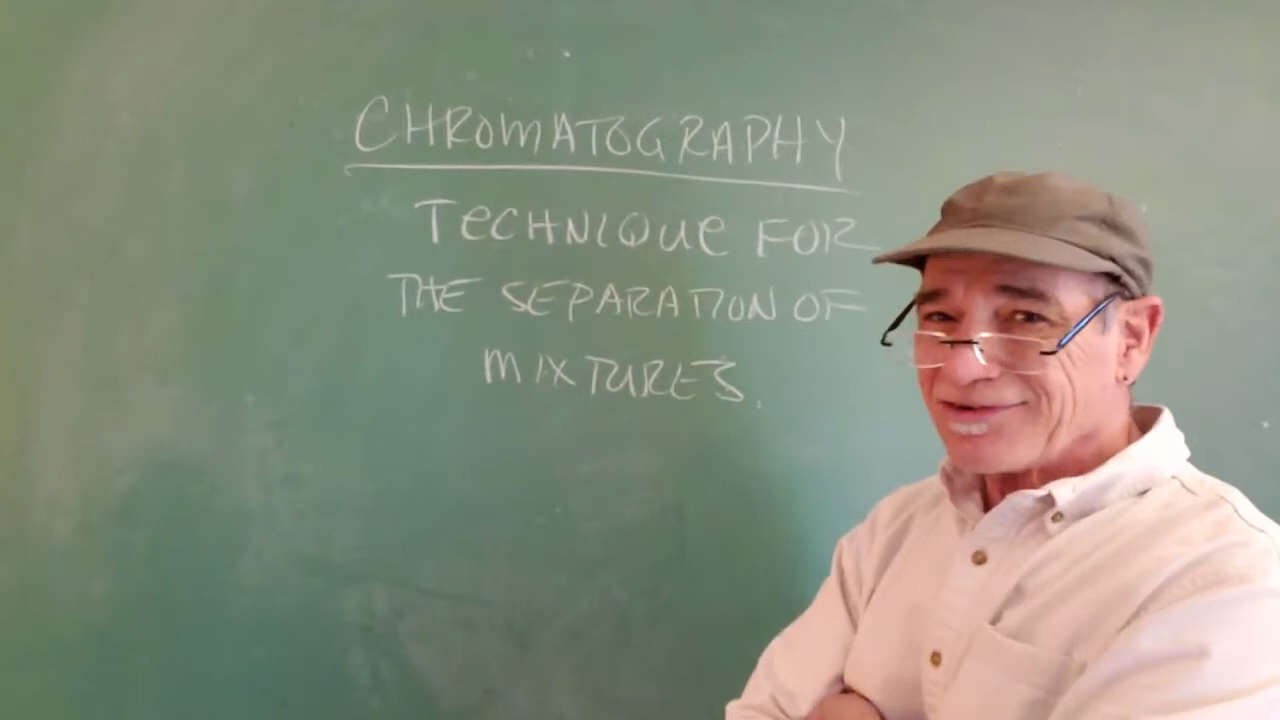 CHROMATOGRAPHY
TeCHNIQUe FOR
THE SEPARATION OF
MIXTURES.